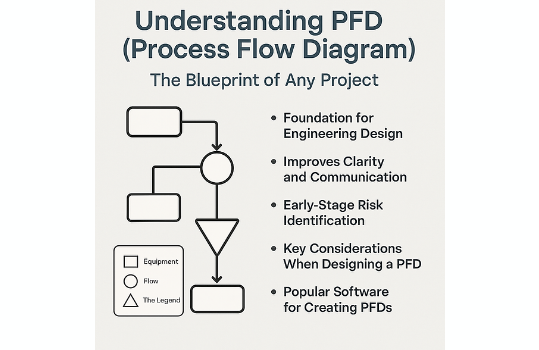 Understanding PFD
(Process Flow Diagram)
The Blueprint of Any Project
• Foundation for
Engineering Design
• Improves Clarity
and Communication
• Early-Stage Risk
Identification
• Key Considerations
When Designing a PFD
• Popular Software
for Creating PFDs
Equipment
Flow
The Legend